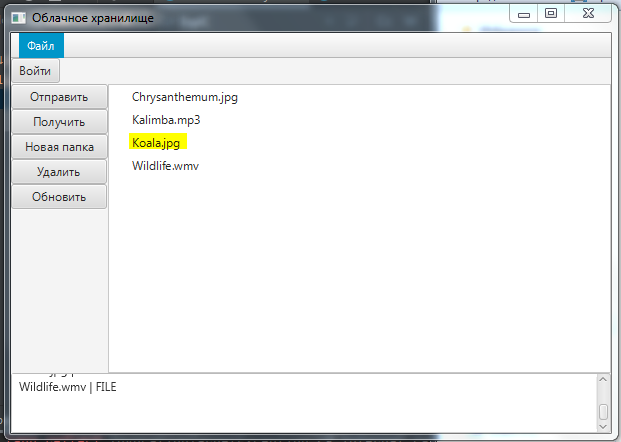 Облачное хранилище
Файл
Войти
Отправить
Получить
Новая папка
Удалить
Обновить
Chrysanthemum.jpg
Kalimba.mp3
Koala.jpg
Wildlife.wmv
Wildlife.wmv | FILE